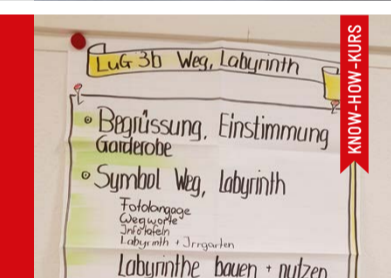 LuG 3b Weg, Labyrinth
Begrüssung, Einstimmung
Garderobe
Symbol Weg, Labyrinth
Fotolangage
Wegworte
Infotafeln
Labyrinth + Irrgarten
Labyrinthe bauen + nutzen
KNOW-HOW-KURS